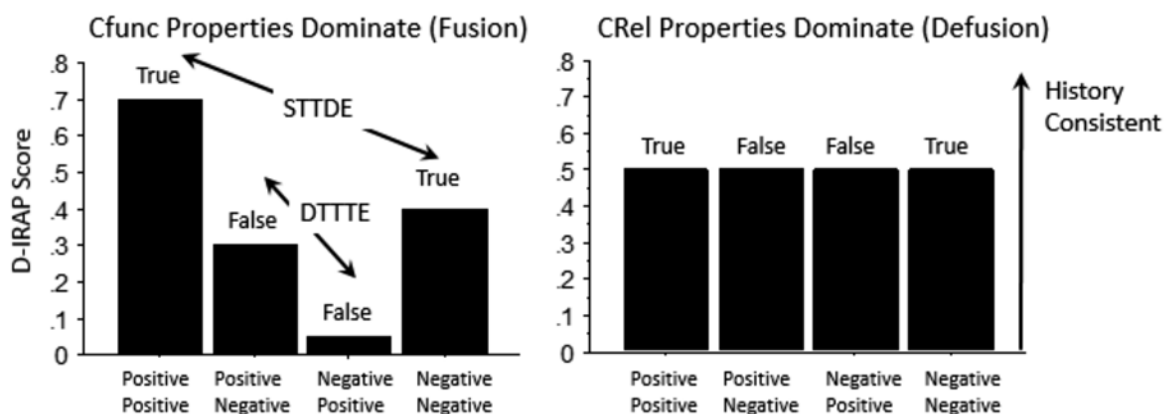 Cfunc Properties Dominate (Fusion)
D-IRAP Score
.8
.7
.6
.5
.4
.3
.2
.1
0
True
False
False
True
STTDE
DTTTE
Positive Positive Negative Negative
Positive Negative Positive Negative
CRel Properties Dominate (Defusion)
.8
.7
.6
.5
.4
.3
.2
.1
0
True False False True
History
Consistent
Positive Positive Negative Negative
Positive Negative Positive Negative